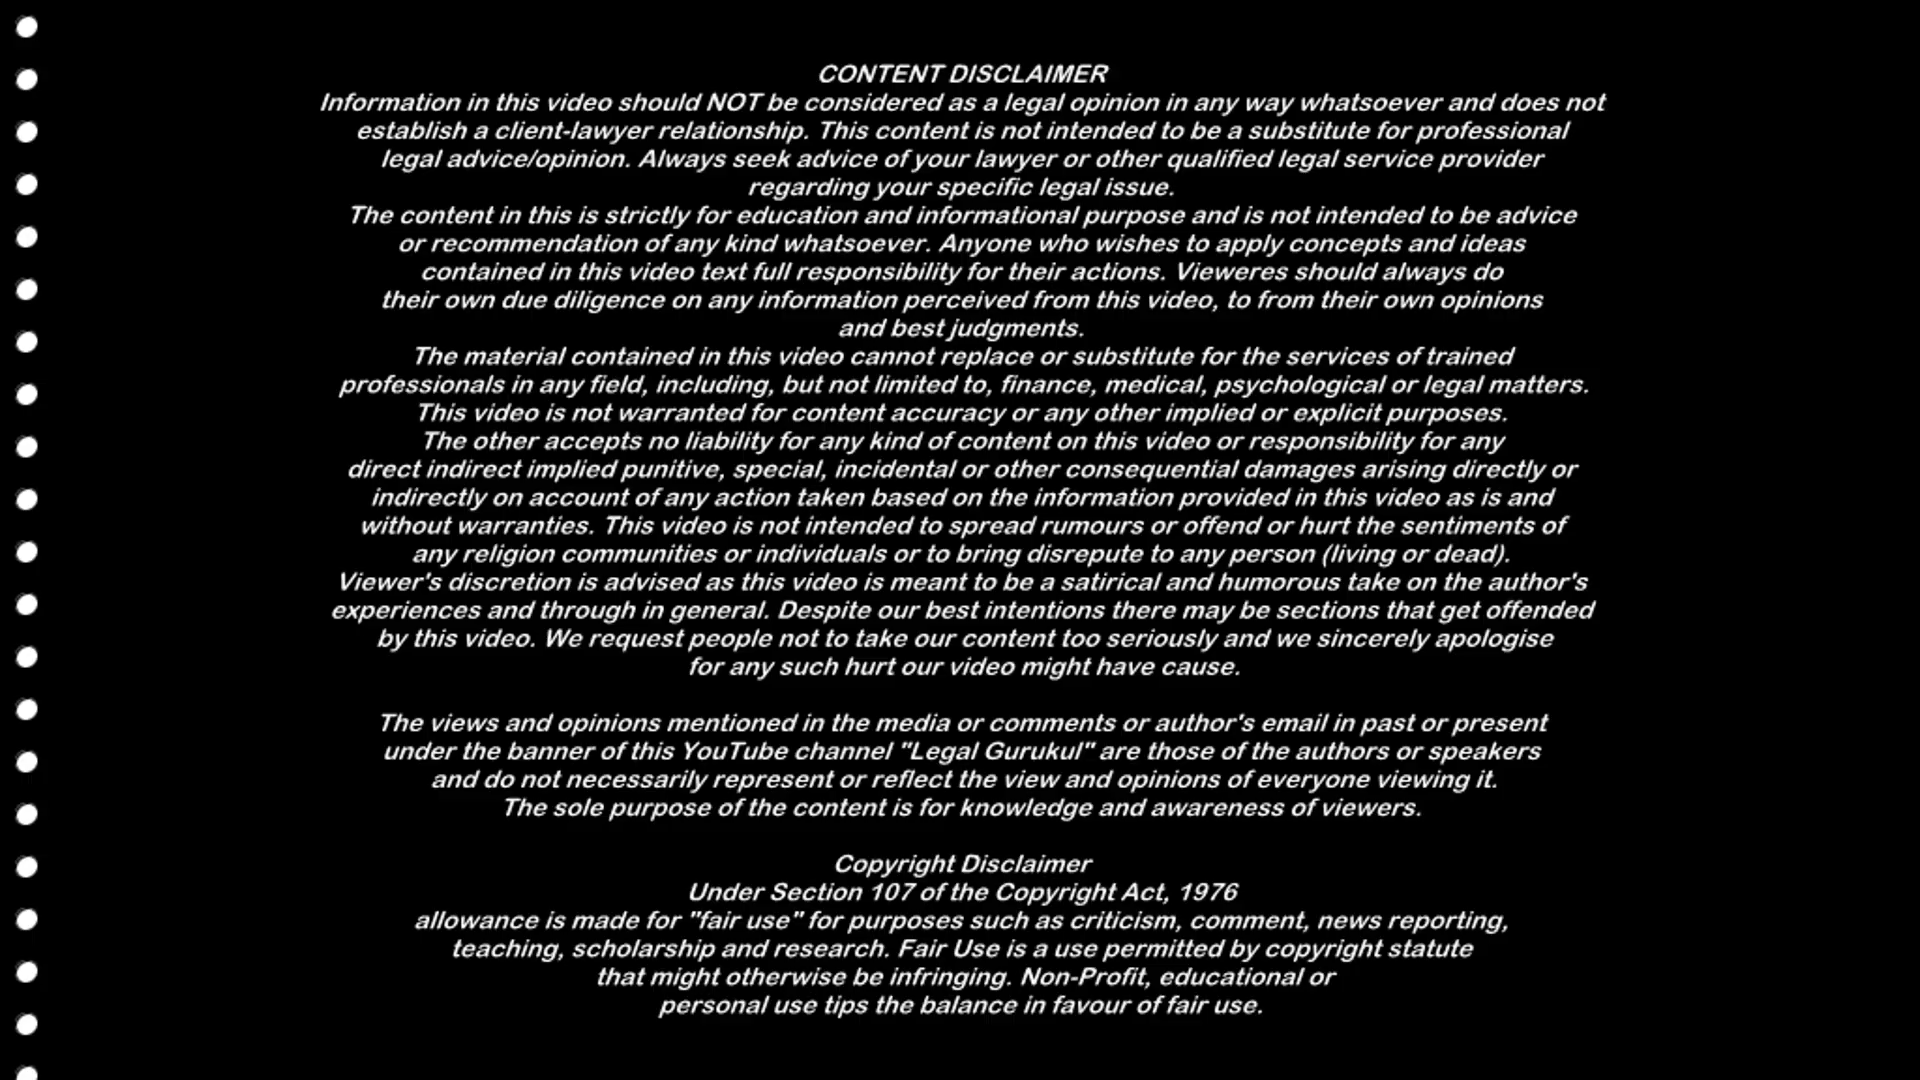 CONTENT DISCLAIMER
Information in this video should NOT be considered as a legal opinion in any way whatsoever and does not
establish a client-lawyer relationship. This content is not intended to be a substitute for professional
legal advice/opinion. Always seek advice of your lawyer or other qualified legal service provider
regarding your specific legal issue.
The content in this is strictly for education and informational purpose and is not intended to be advice
or recommendation of any kind whatsoever. Anyone who wishes to apply concepts and ideas
contained in this video text full responsibility for their actions. Vieweres should always do
their own due diligence on any information perceived from this video, to from their own opinions
and best judgments.
The material contained in this video cannot replace or substitute for the services of trained
professionals in any field, including, but not limited to, finance, medical, psychological or legal matters.
This video is not warranted for content accuracy or any other implied or explicit purposes.
The other accepts no liability for any kind of content on this video or responsibility for any
direct indirect implied punitive, special, incidental or other consequential damages arising directly or
indirectly on account of any action taken based on the information provided in this video as is and
without warranties. This video is not intended to spread rumours or offend or hurt the sentiments of
any religion communities or individuals or to bring disrepute to any person (living or dead).
Viewer's discretion is advised as this video is meant to be a satirical and humorous take on the author's
experiences and through in general. Despite our best intentions there may be sections that get offended
by this video. We request people not to take our content too seriously and we sincerely apologise
for any such hurt our video might have cause.
The views and opinions mentioned in the media or comments or author's email in past or present
under the banner of this YouTube channel "Legal Gurukul" are those of the authors or speakers
and do not necessarily represent or reflect the view and opinions of everyone viewing it.
The sole purpose of the content is for knowledge and awareness of viewers.
Copyright Disclaimer
Under Section 107 of the Copyright Act, 1976
allowance is made for "fair use" for purposes such as criticism, comment, news reporting,
teaching, scholarship and research. Fair Use is a use permitted by copyright statute
that might otherwise be infringing. Non-Profit, educational or
personal use tips the balance in favour of fair use.